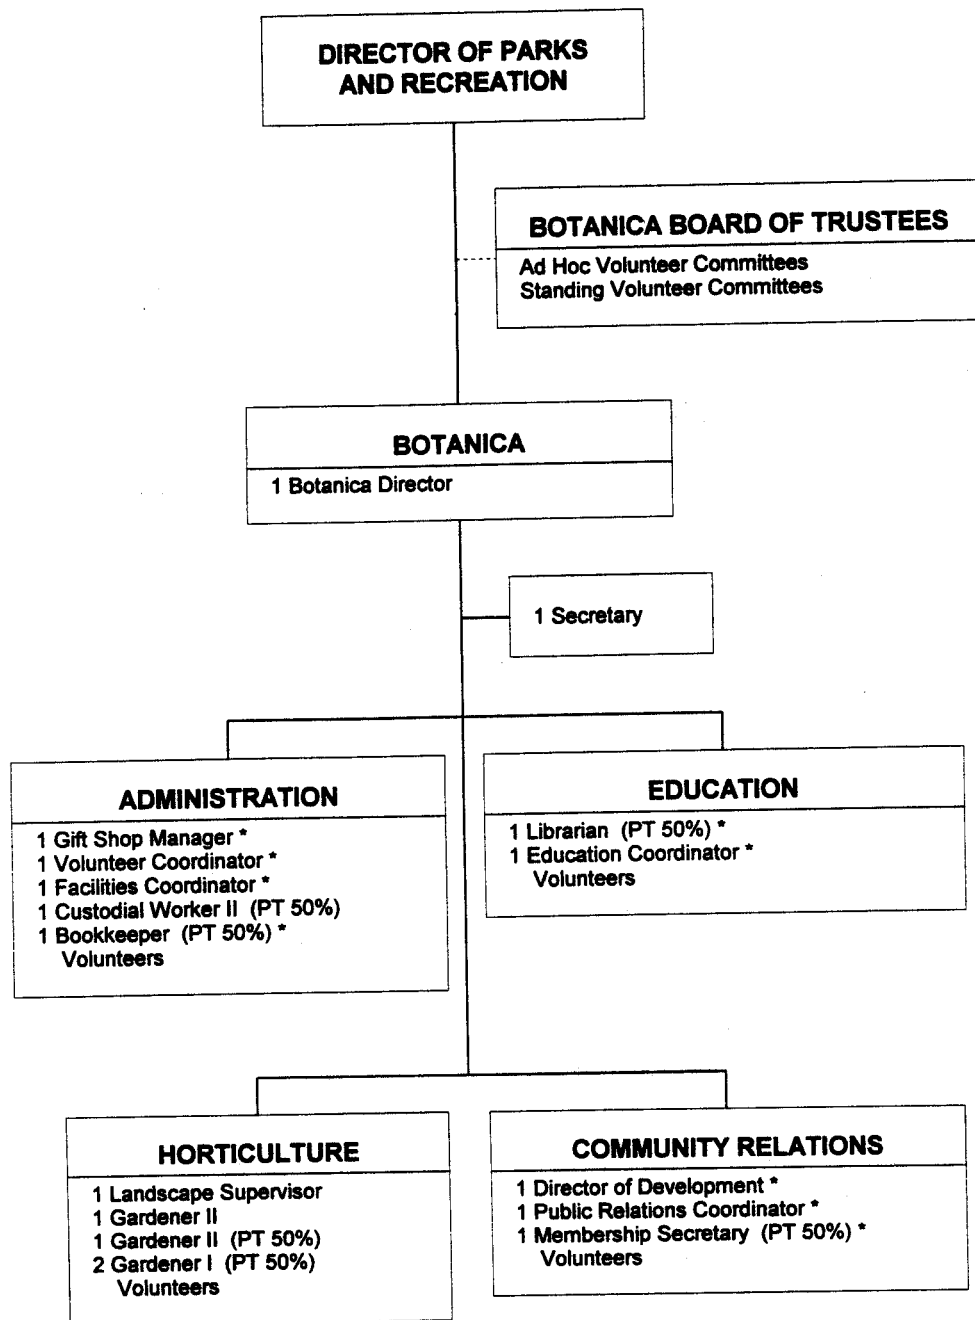 DIRECTOR OF PARKS
AND RECREATION
BOTANICA BOARD OF TRUSTEES
Ad Hoc Volunteer Committees
Standing Volunteer Committees
BOTANICA
1 Botanica Director
1 Secretary
ADMINISTRATION
1 Gift Shop Manager *
1 Volunteer Coordinator *
1 Facilities Coordinator *
1 Custodial Worker II (PT 50%)
1 Bookkeeper (PT 50%) *
Volunteers
EDUCATION
1 Librarian (PT 50%) *
1 Education Coordinator *
Volunteers
HORTICULTURE
1 Landscape Supervisor
1 Gardener II
1 Gardener II (PT 50%)
2 Gardener I (PT 50%)
Volunteers
COMMUNITY RELATIONS
1 Director of Development *
1 Public Relations Coordinator *
1 Membership Secretary (PT 50%) *
Volunteers